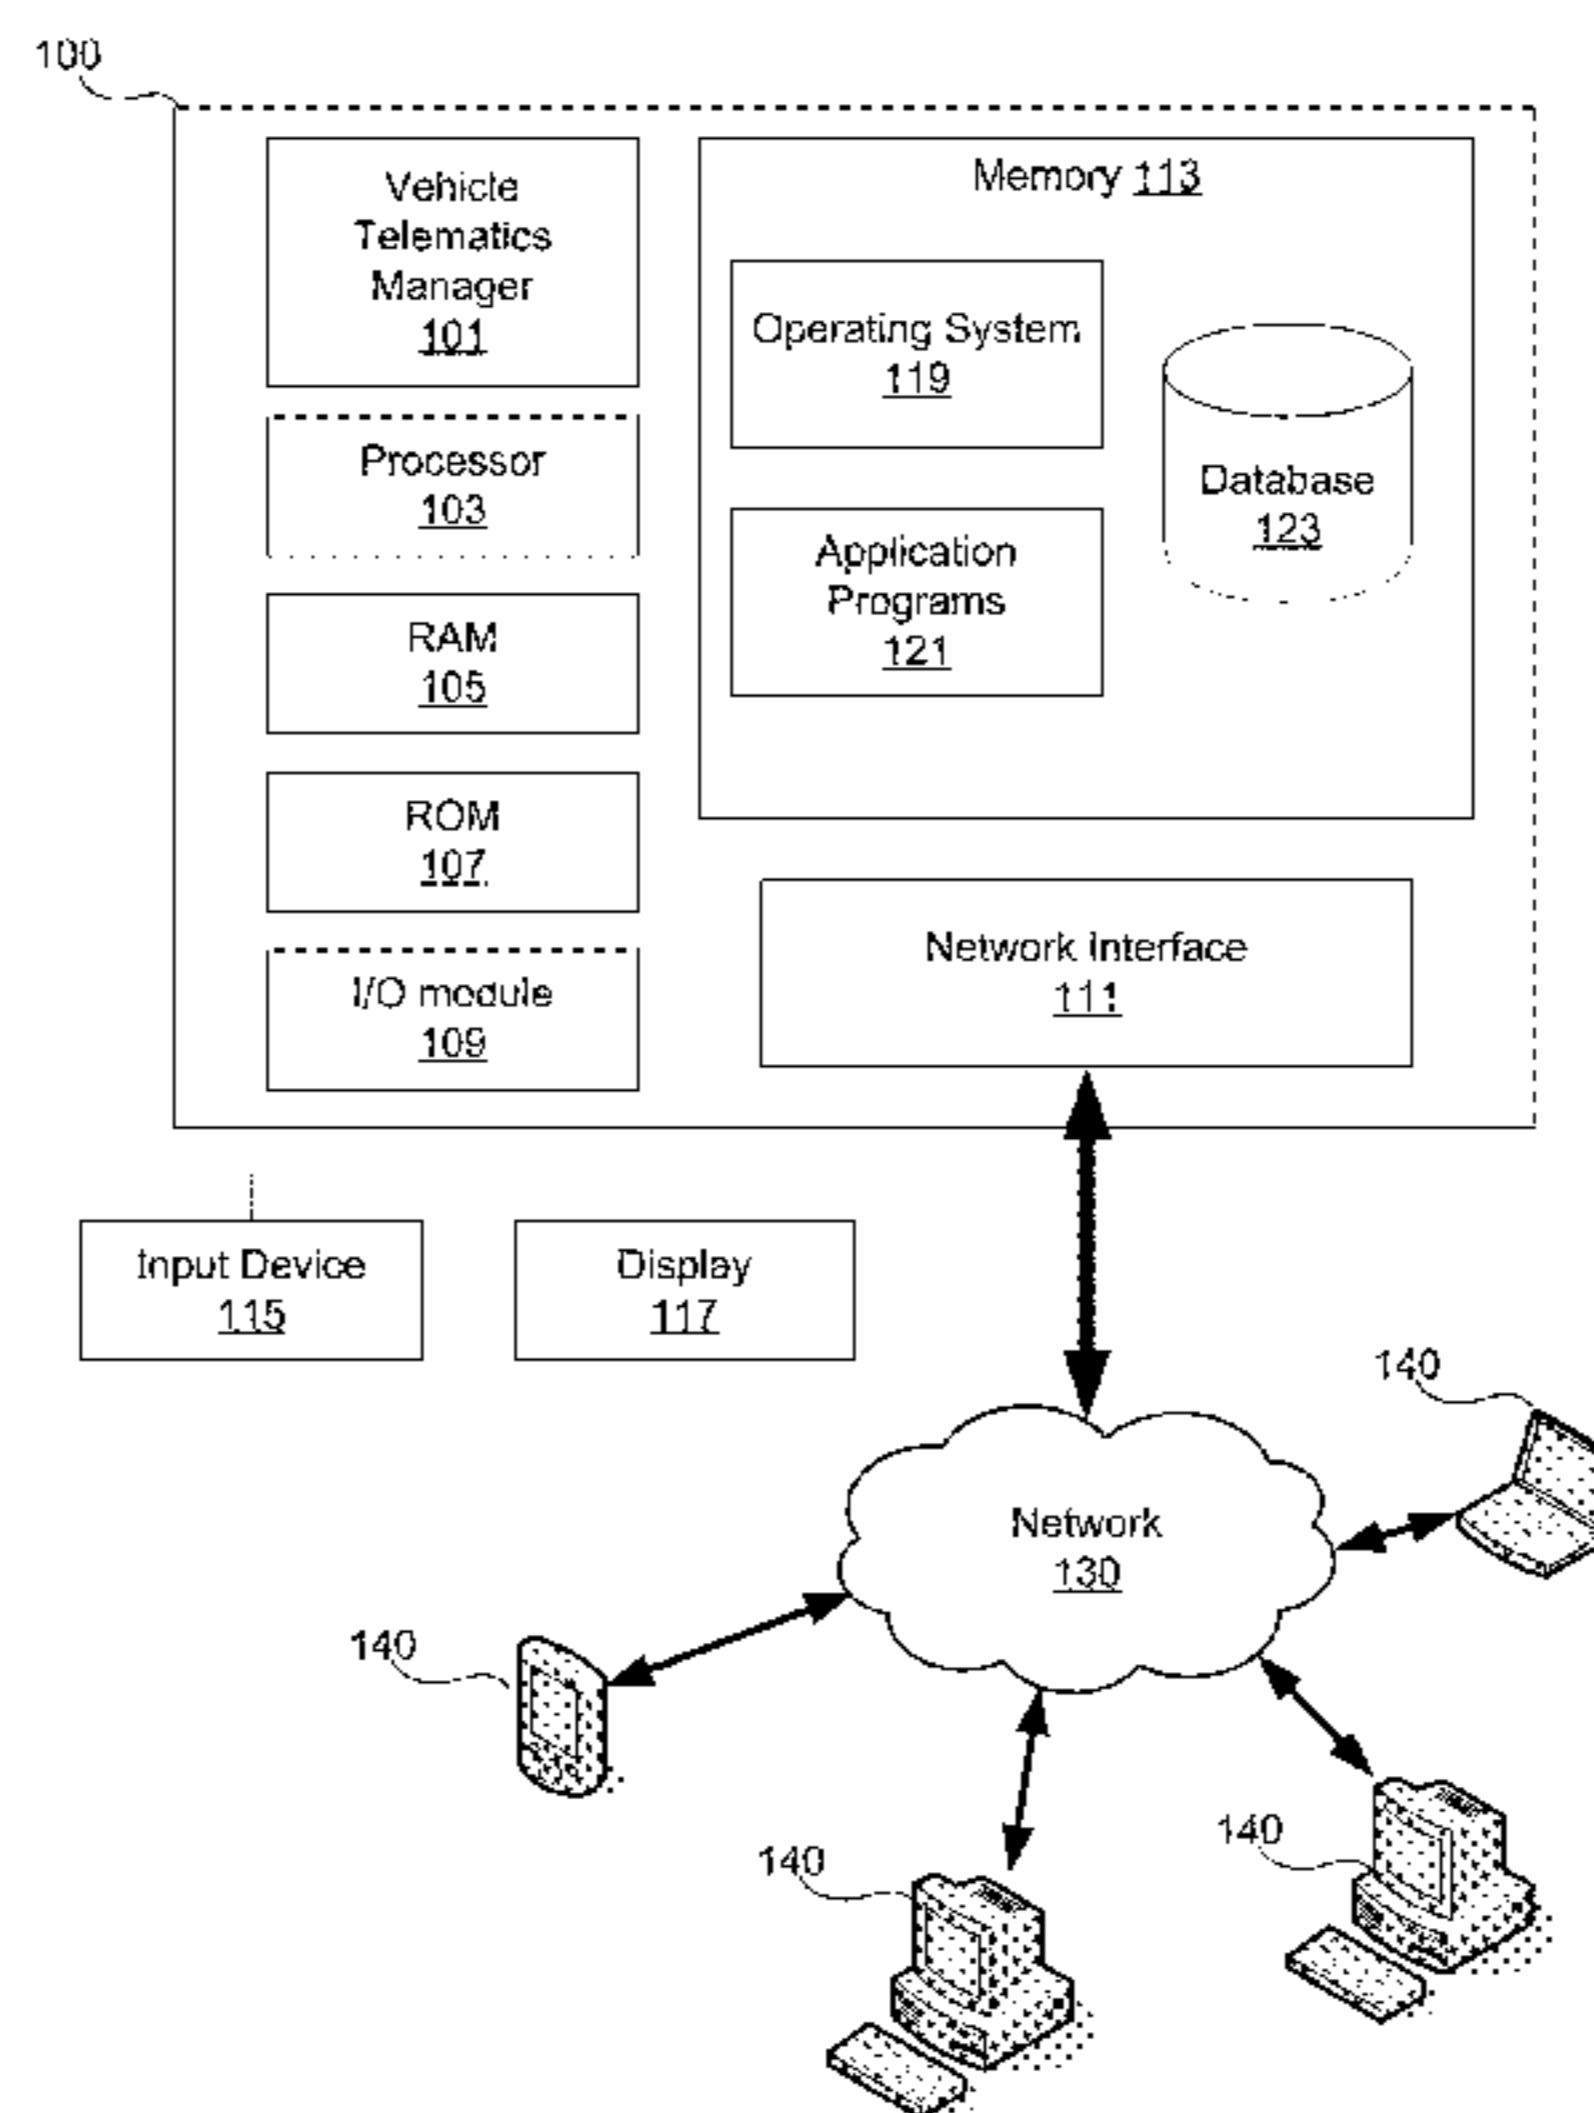 100
Vehicle
Telematics
Manager
101
Processor
103
RAM
105
ROM
107
I/O module
109
Memory 113
Operating System
119
Application
Programs
121
Database
123
Network Interface
111
Input Device
115
Display
117
Network
130
140
140
140
140